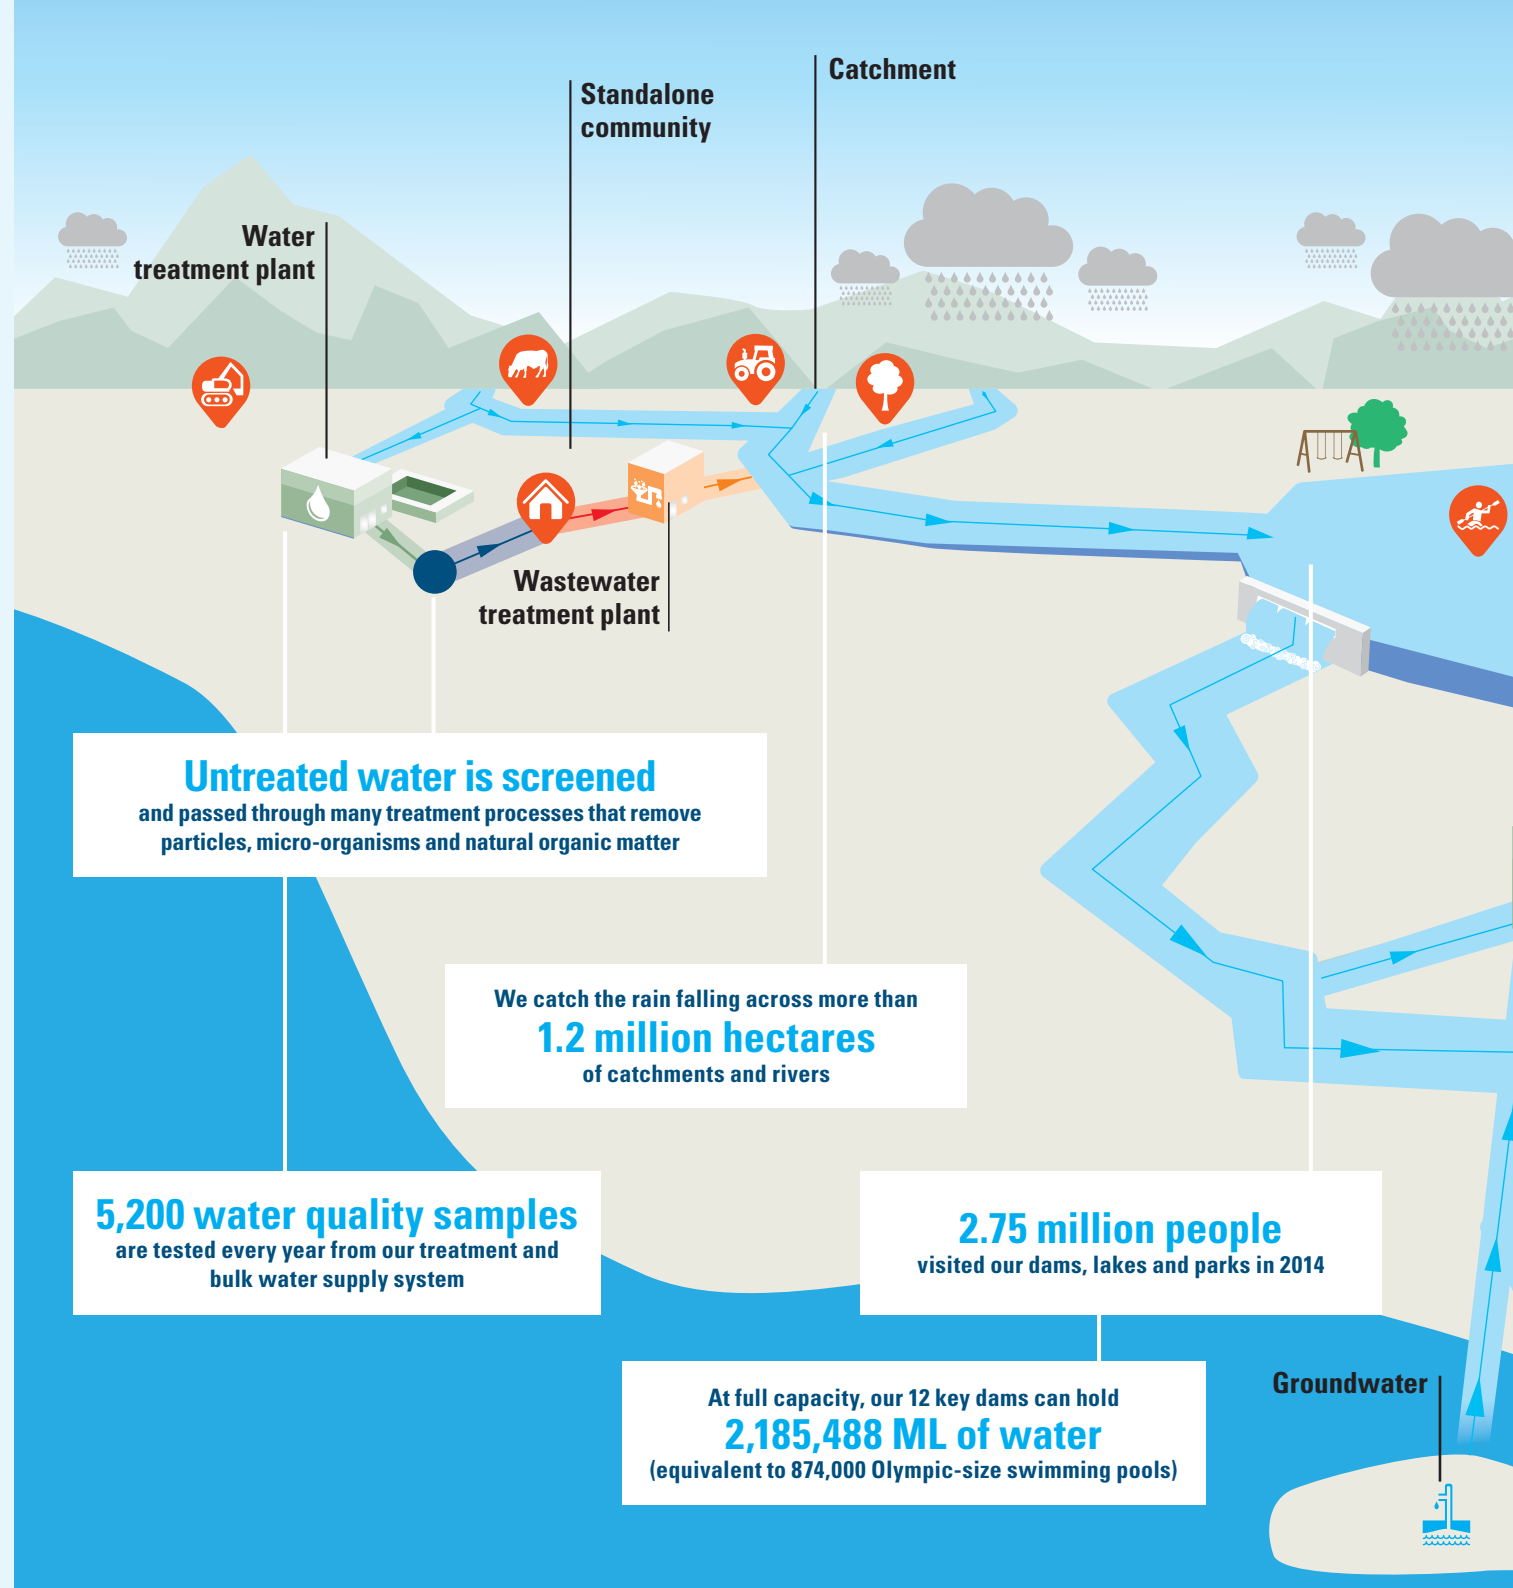 Catchment
Standalone
community
Water
treatment plant
Wastewater
treatment plant
Untreated water is screened
and passed through many treatment processes that remove
particles, micro-organisms and natural organic matter
We catch the rain falling across more than
1.2 million hectares
of catchments and rivers
5,200 water quality samples
are tested every year from our treatment and
bulk water supply system
2.75 million people
visited our dams, lakes and parks in 2014
At full capacity, our 12 key dams can hold
2,185,488 ML of water
(equivalent to 874,000 Olympic-size swimming pools)
Groundwater